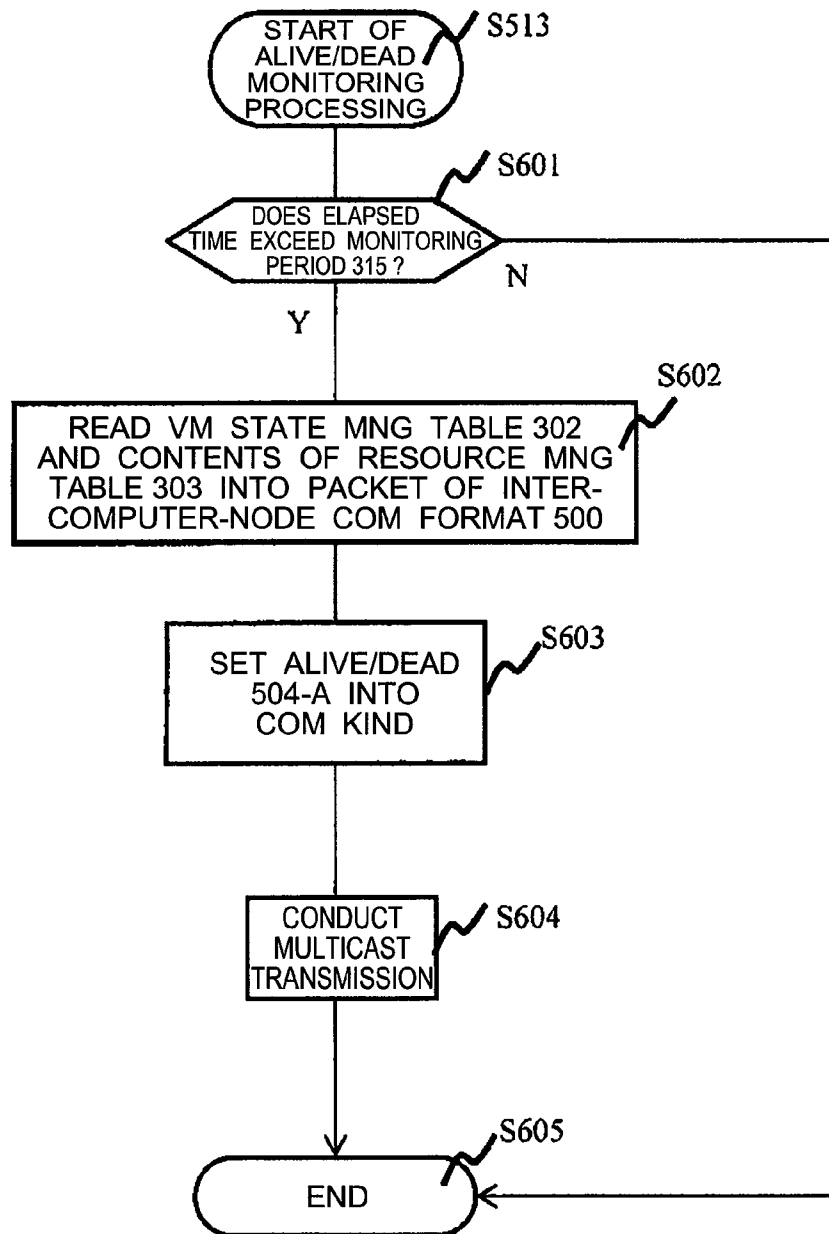 START OF
ALIVE/DEAD
MONITORING
PROCESSING
S513
S601
DOES ELAPSED
TIME EXCEED MONITORING
PERIOD 315 ?
N
Y
S602
READ VM STATE MNG TABLE 302
AND CONTENTS OF RESOURCE MNG
TABLE 303 INTO PACKET OF INTER-
COMPUTER-NODE COM FORMAT 500
S603
SET ALIVE/DEAD
504-A INTO
COM KIND
S604
CONDUCT
MULTICAST
TRANSMISSION
S605
END